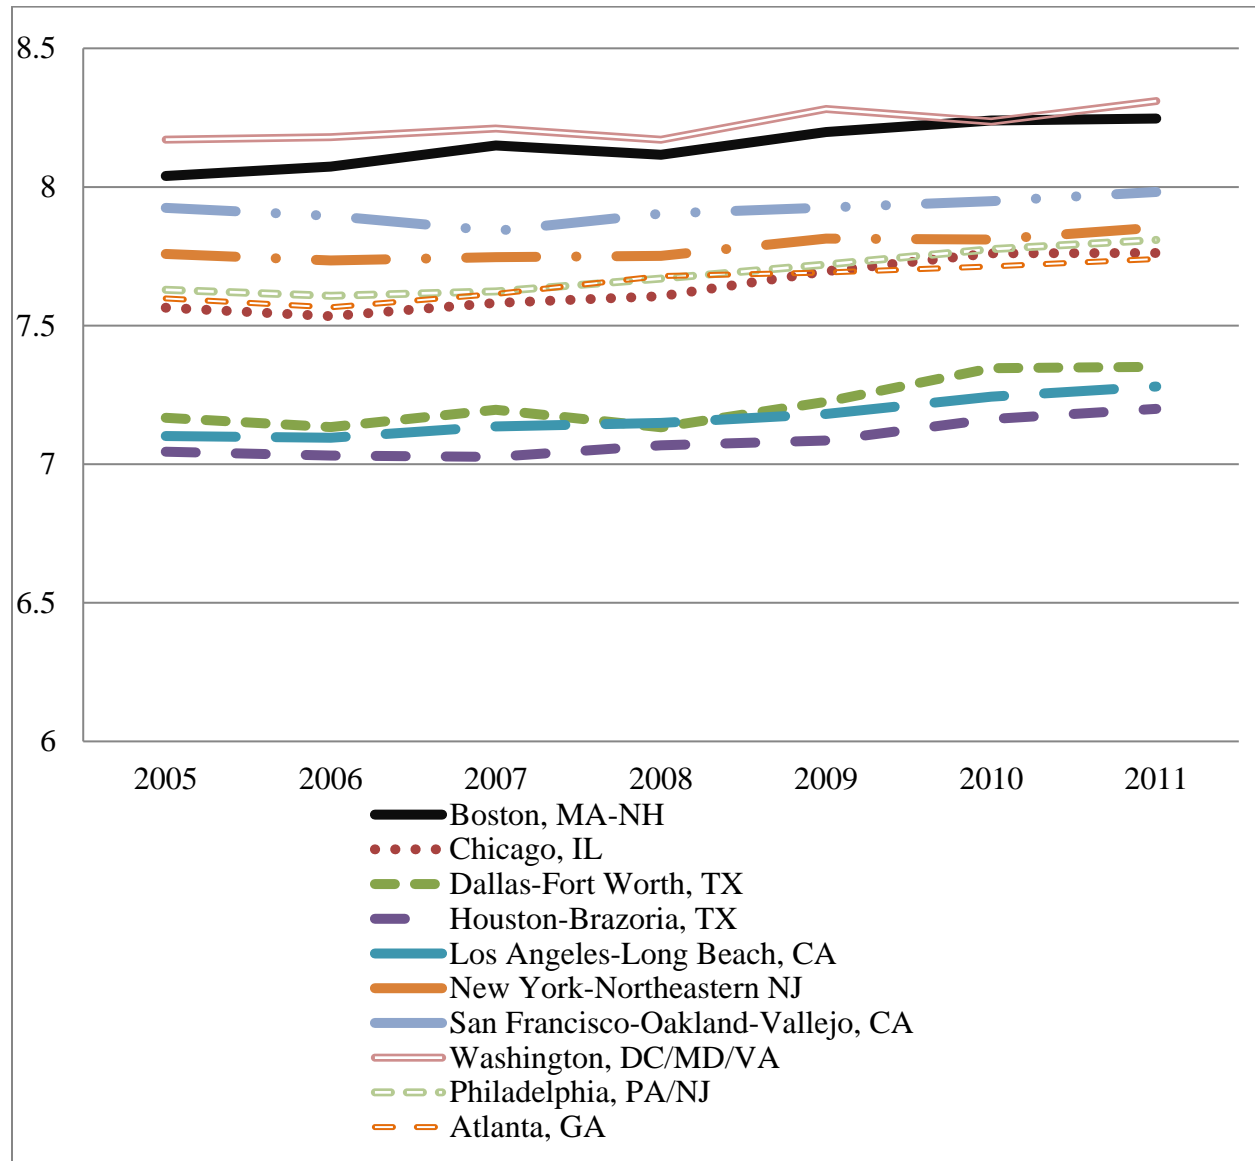 8.5
8
7.5
7
6.5
6
2005 2006 2007 2008 2009 2010 2011
Boston, MA-NH
Chicago, IL
Dallas-Fort Worth, TX
Houston-Brazoria, TX
Los Angeles-Long Beach, CA
New York-Northeastern NJ
San Francisco-Oakland-Vallejo, CA
Washington, DC/MD/VA
Philadelphia, PA/NJ
Atlanta, GA